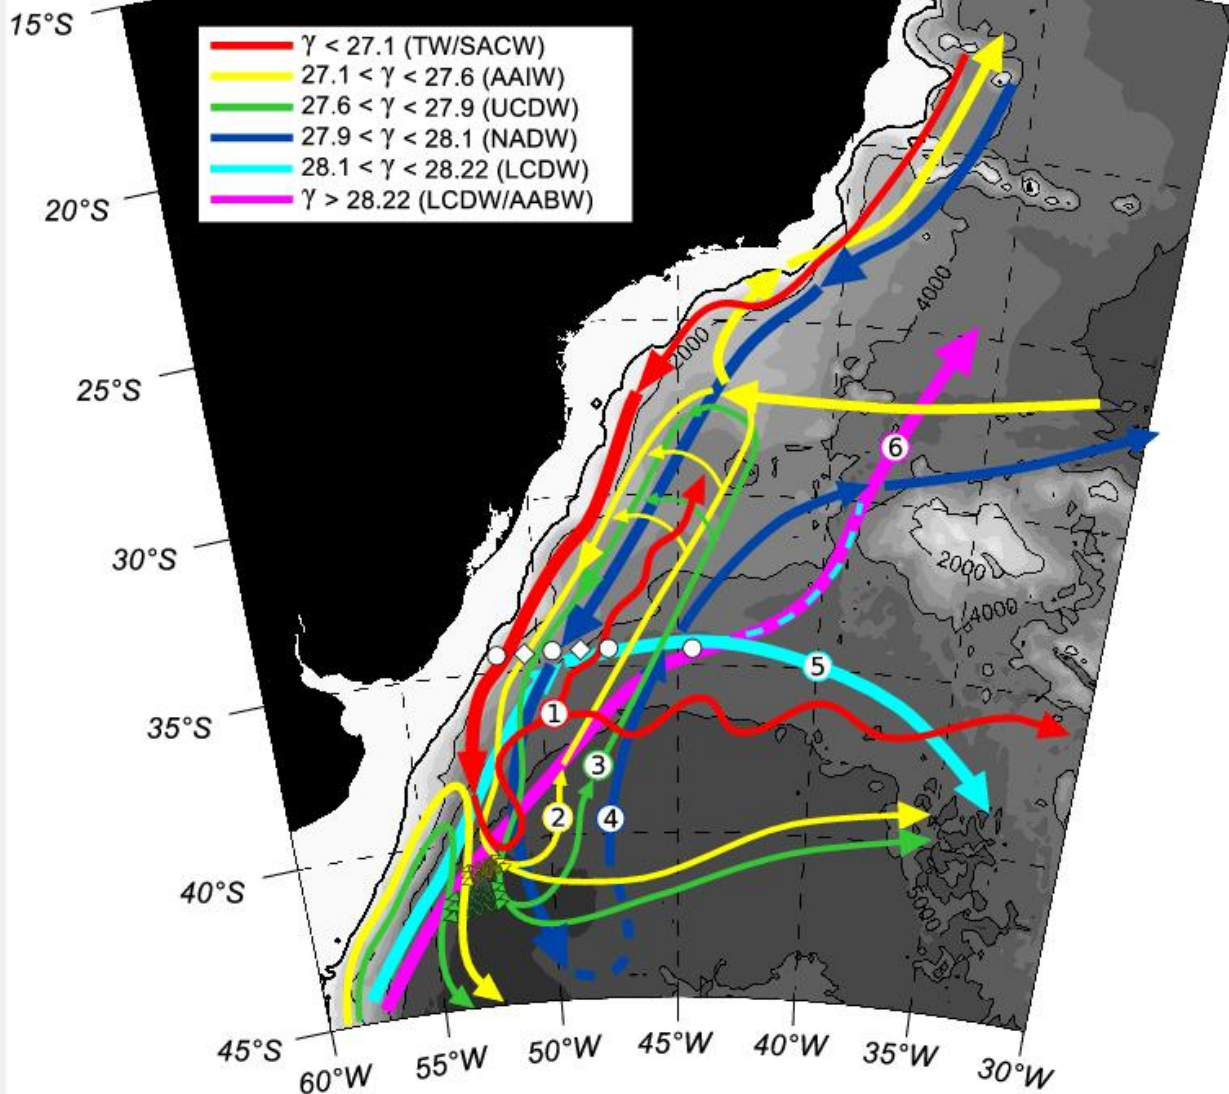 15°S
γ < 27.1 (TW/SACW)
27.1 < γ < 27.6 (AAIW)
27.6 < γ < 27.9 (UCDW)
27.9 < γ < 28.1 (NADW)
28.1 < γ < 28.22 (LCDW)
γ > 28.22 (LCDW/AABW)
20°S
4000
2000
25°S
6
30°S
2000
4000
5
35°S
1
3
2
4
40°S
5000
45°S
60°W
55°W
50°W
45°W
40°W
35°W
30°W